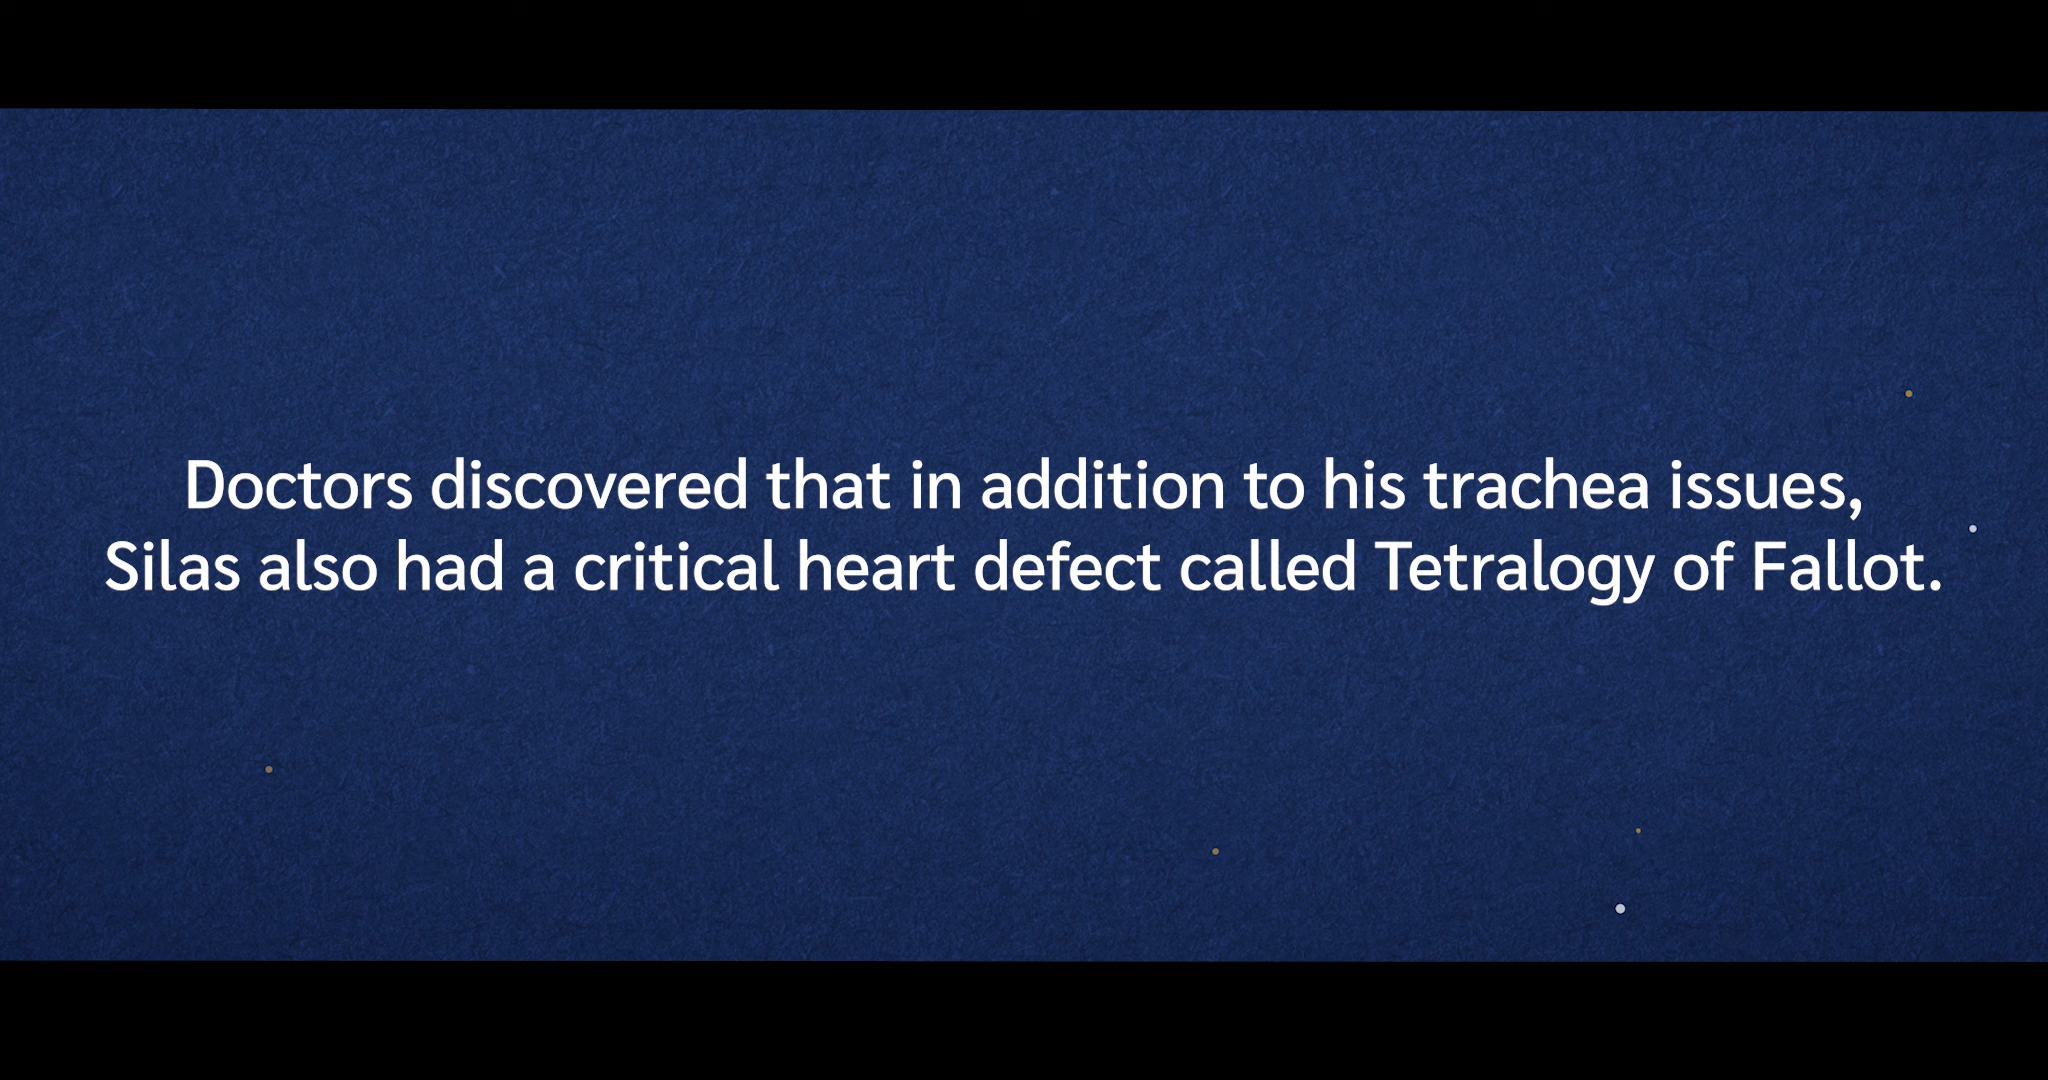 Doctors discovered that in addition to his trachea issues,
Silas also had a critical heart defect called Tetralogy of Fallot.